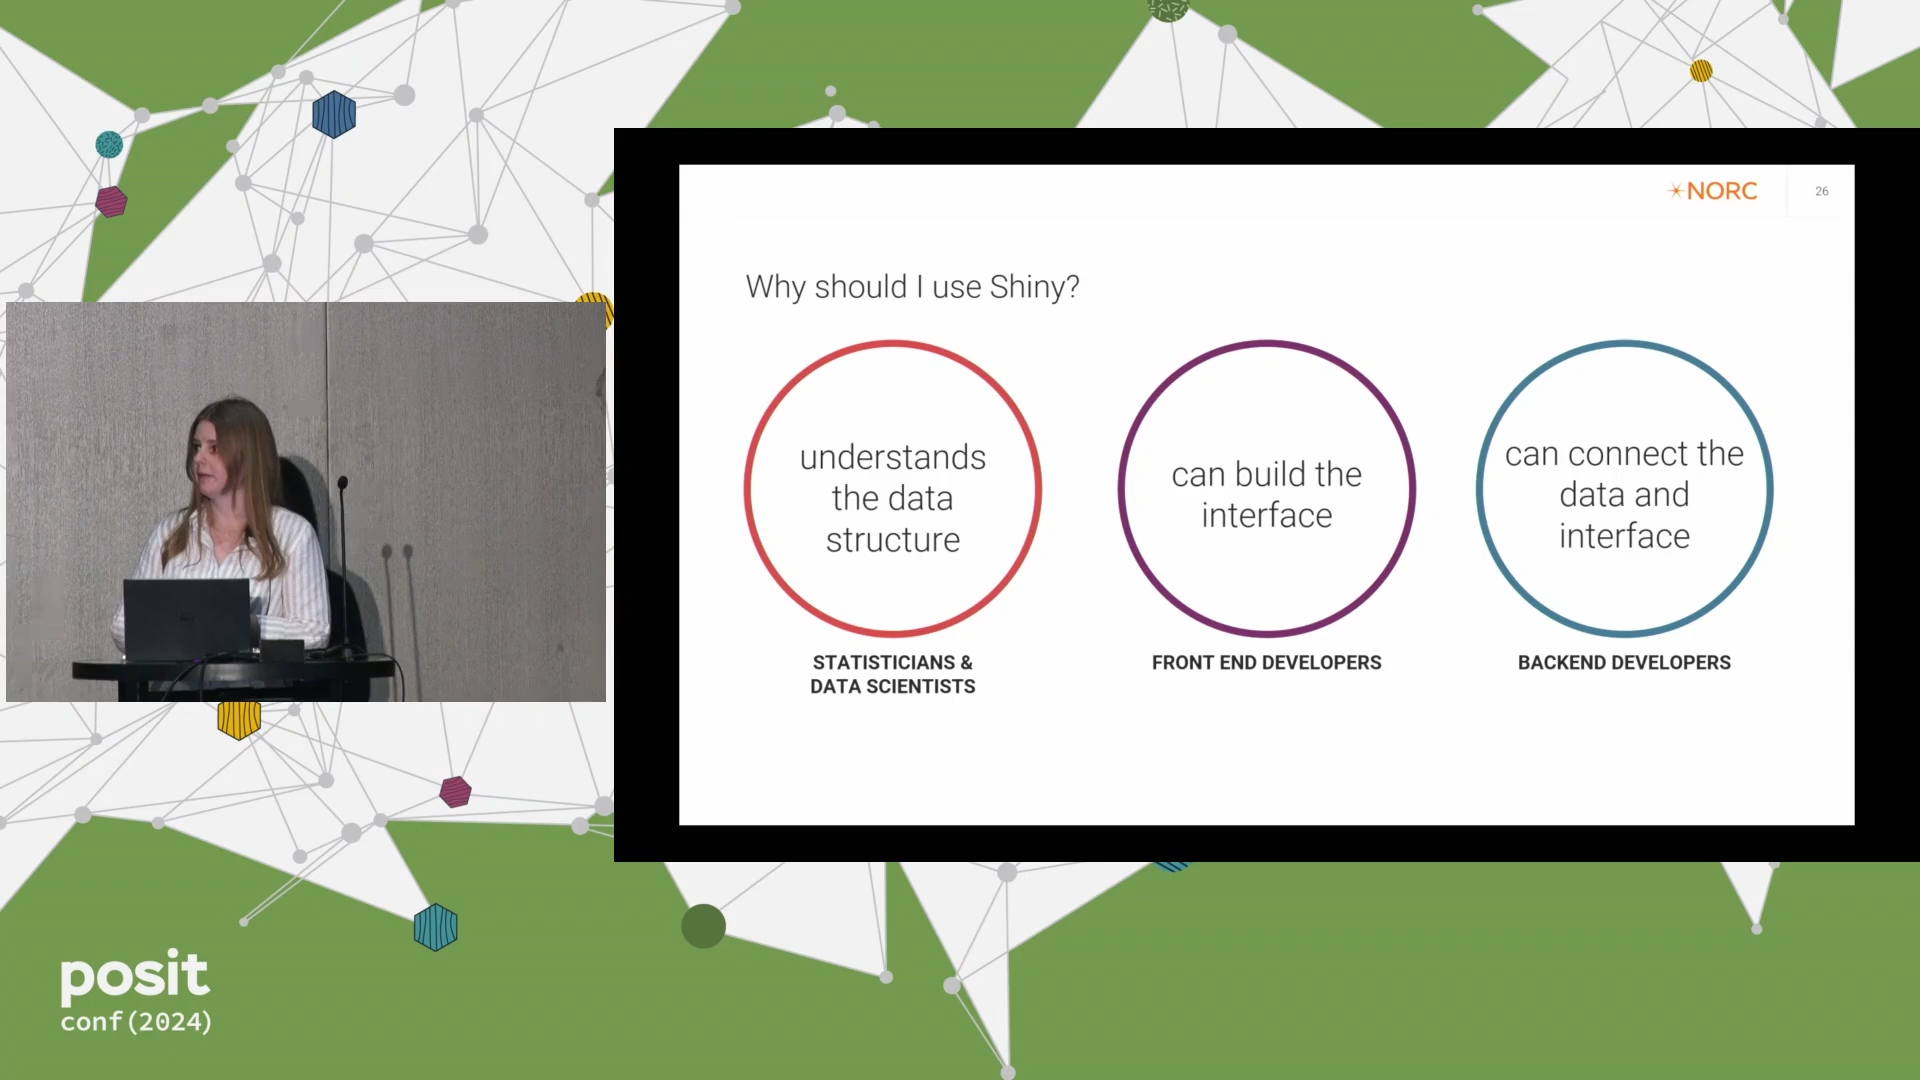 NORC
26
Why should I use Shiny?
understands
the data
structure
can build the
interface
can connect the
data and
interface
STATISTICIANS &
DATA SCIENTISTS
FRONT END DEVELOPERS
BACKEND DEVELOPERS
posit
conf(2024)